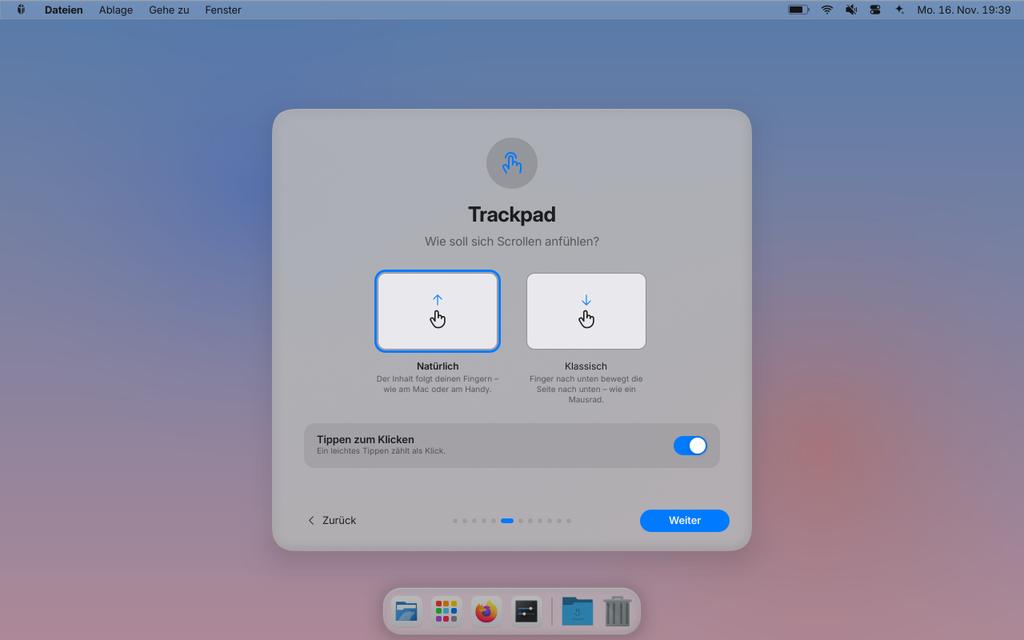 Dateien Ablage Gehe zu Fenster Mo. 16. Nov. 19:39
Trackpad
Wie soll sich Scrollen anfühlen?
Natürlich
Der Inhalt folgt deinen Fingern –
wie am Mac oder am Handy.
Klassisch
Finger nach unten bewegt die
Seite nach unten – wie ein
Mausrad.
Tippen zum Klicken
Ein leichtes Tippen zählt als Klick.
Zurück
Weiter